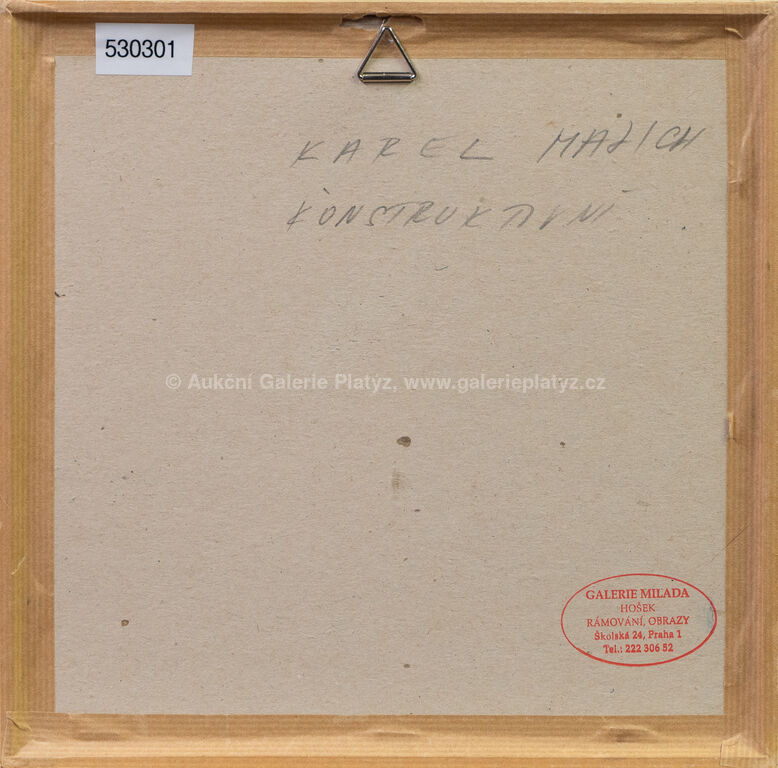 530301
KAREL MALICH
KONSTRUKTIVNÍ
© Aukční Galerie Platýz, www.galerieplatyz.cz
GALERIE MILADA
HOŠEK
RÁMOVÁNÍ, OBRAZY
Školská 24, Praha 1
Tel.: 222 306 52